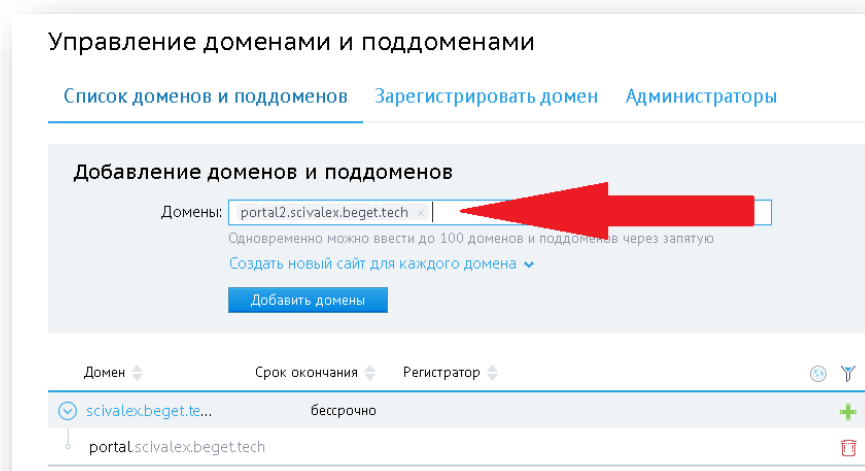 Управление доменами и поддоменами
Список доменов и поддоменов Зарегистрировать домен Администраторы
Добавление доменов и поддоменов
Домены: portal2.scivalex.beget.tech ×
Одновременно можно ввести до 100 доменов и поддоменов через запятую
Создать новый сайт для каждого домена
Добавить домены
Домен Срок окончания Регистратор
scivalex.beget.te... бессрочно
portal.scivalex.beget.tech